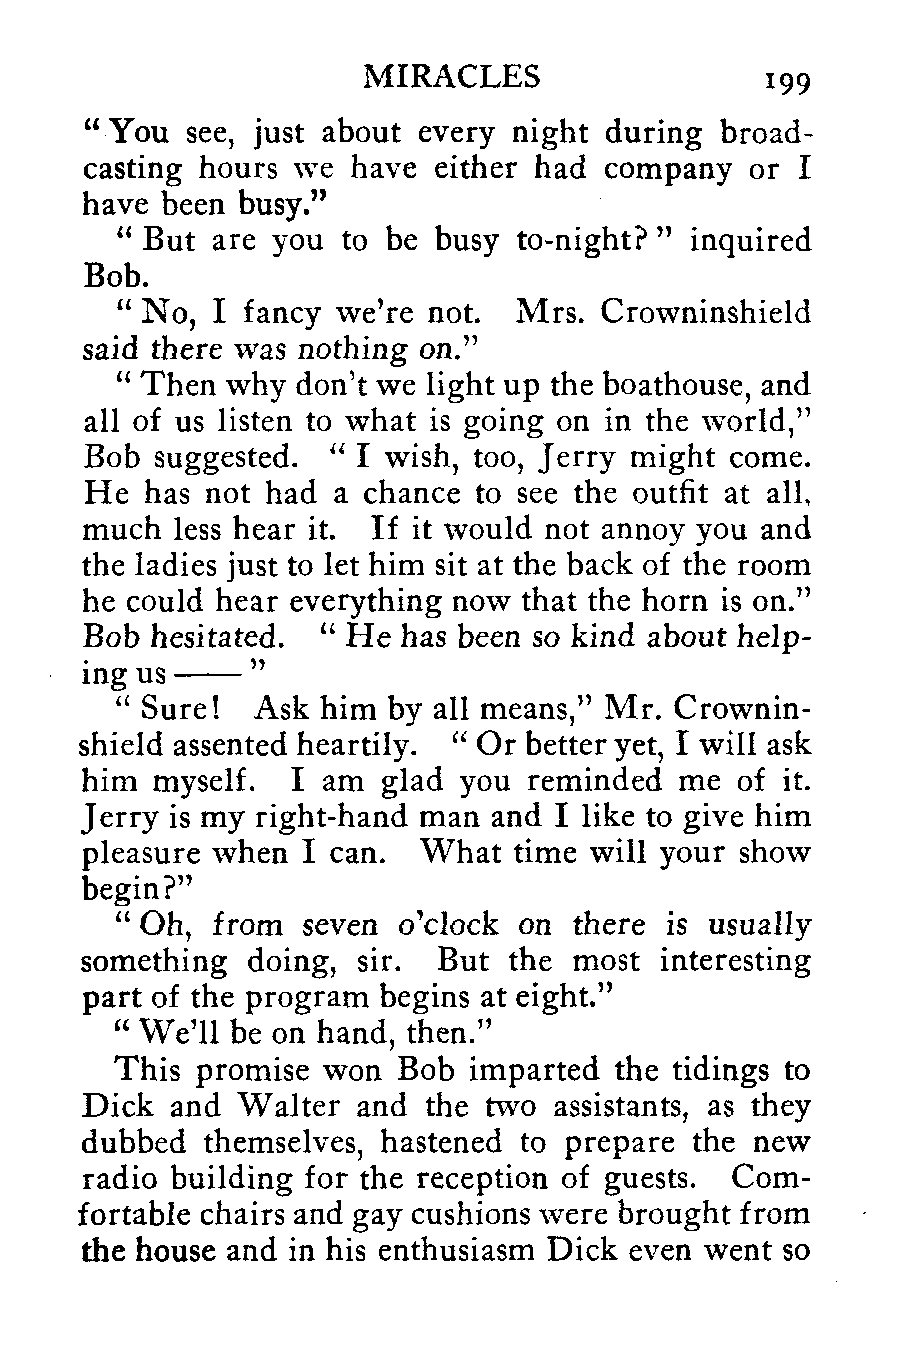 MIRACLES 199
“ You see, just about every night during broad-
casting hours we have either had company or I
have been busy.”
“ But are you to be busy to-night? ” inquired
Bob.
“ No, I fancy we’re not. Mrs. Crowninshield
said there was nothing on.”
“ Then why don’t we light up the boathouse, and
all of us listen to what is going on in the world,”
Bob suggested. “ I wish, too, Jerry might come.
He has not had a chance to see the outfit at all,
much less hear it. If it would not annoy you and
the ladies just to let him sit at the back of the room
he could hear everything now that the horn is on.”
Bob hesitated. “ He has been so kind about help-
ing us —— ”
“ Sure! Ask him by all means,” Mr. Crownin-
shield assented heartily. “ Or better yet, I will ask
him myself. I am glad you reminded me of it.
Jerry is my right-hand man and I like to give him
pleasure when I can. What time will your show
begin?”
“ Oh, from seven o’clock on there is usually
something doing, sir. But the most interesting
part of the program begins at eight.”
“ We’ll be on hand, then.”
This promise won Bob imparted the tidings to
Dick and Walter and the two assistants, as they
dubbed themselves, hastened to prepare the new
radio building for the reception of guests. Com-
fortable chairs and gay cushions were brought from
the house and in his enthusiasm Dick even went so